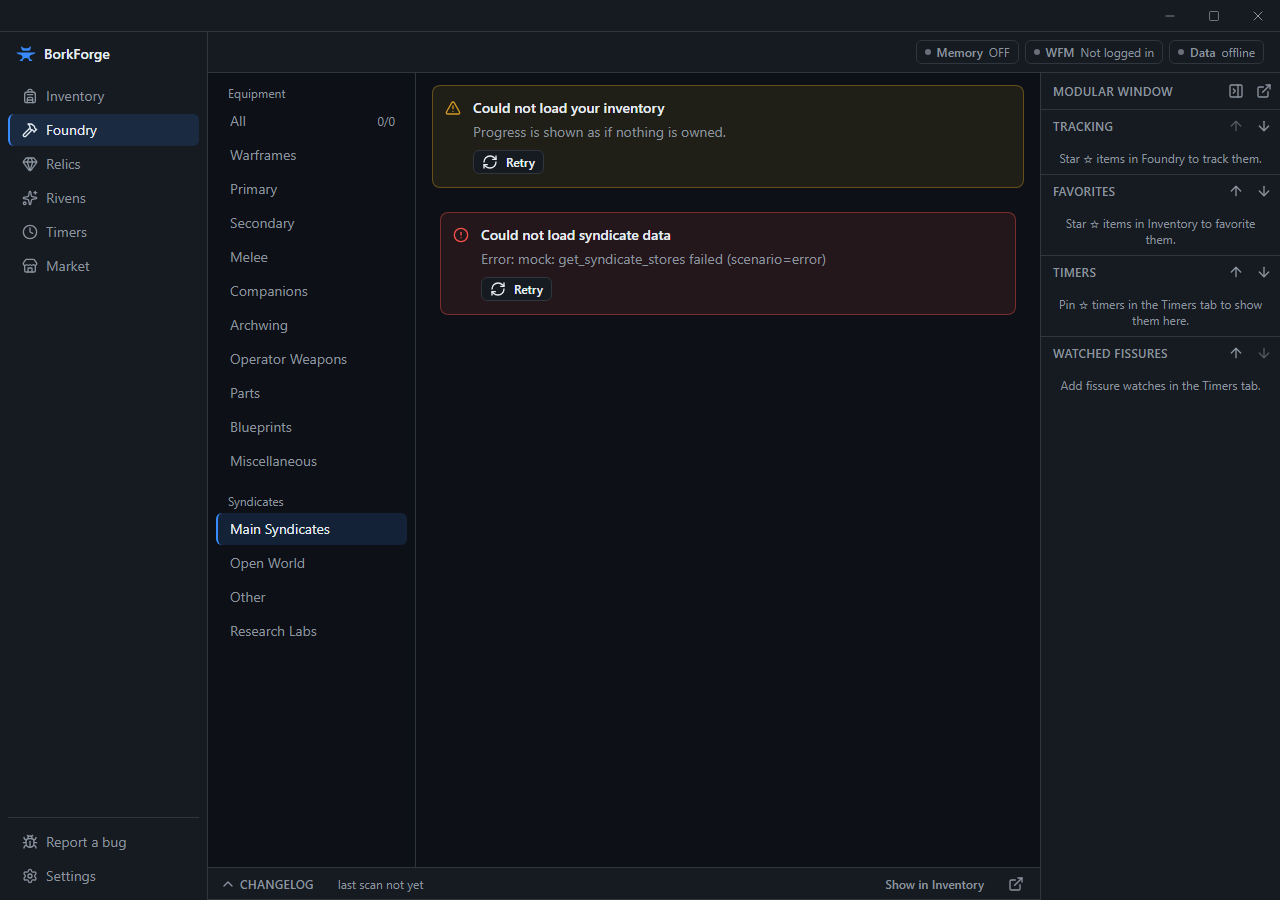 BorkForge
Memory OFF
WFM Not logged in
Data offline
Inventory
Foundry
Relics
Rivens
Timers
Market
Report a bug
Settings
Equipment
All 0/0
Warframes
Primary
Secondary
Melee
Companions
Archwing
Operator Weapons
Parts
Blueprints
Miscellaneous
Syndicates
Main Syndicates
Open World
Other
Research Labs
Could not load your inventory
Progress is shown as if nothing is owned.
Retry
Could not load syndicate data
Error: mock: get_syndicate_stores failed (scenario=error)
Retry
MODULAR WINDOW
TRACKING
Star ☆ items in Foundry to track them.
FAVORITES
Star ☆ items in Inventory to favorite
them.
TIMERS
Pin ☆ timers in the Timers tab to show
them here.
WATCHED FISSURES
Add fissure watches in the Timers tab.
CHANGELOG
last scan not yet
Show in Inventory